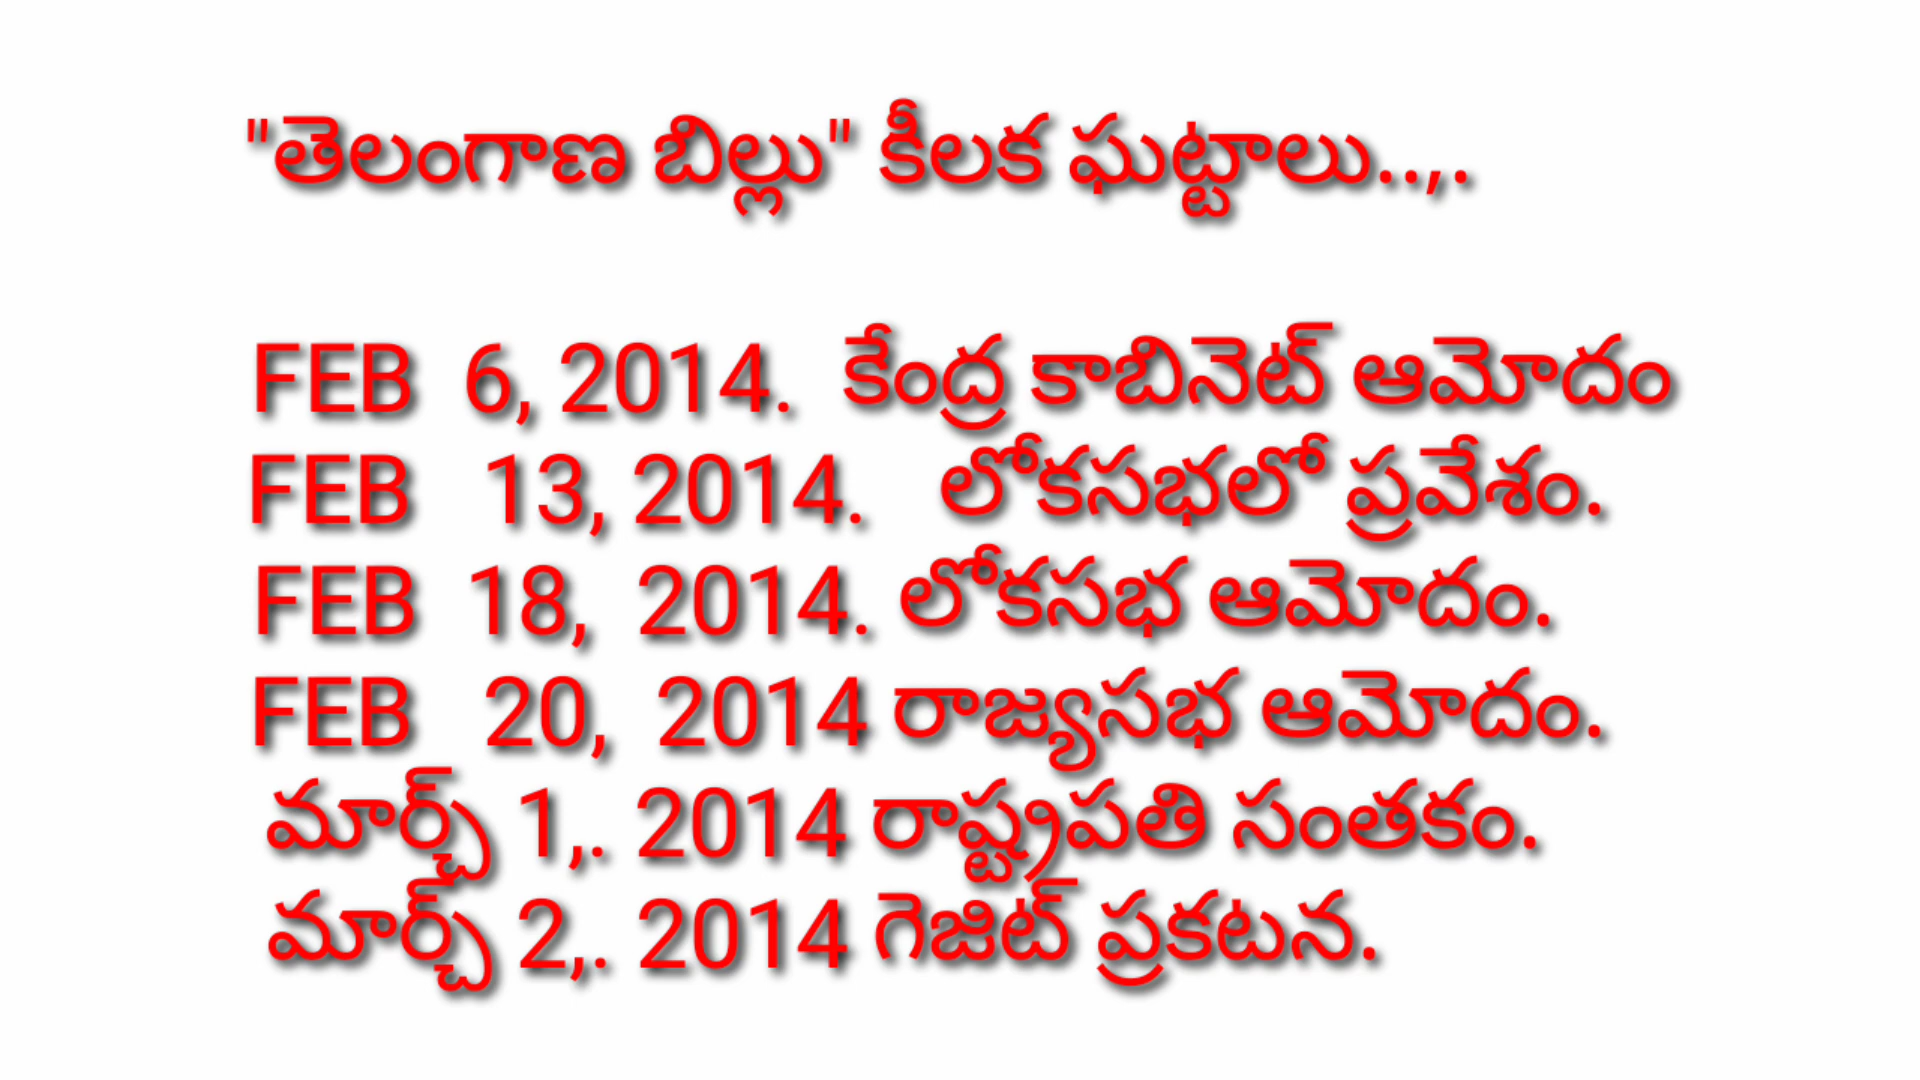 "తెలంగాణ బిల్లు" కీలక ఘట్టాలు..,.
FEB 6, 2014. కేంద్ర కాబినెట్ ఆమోదం
FEB 13, 2014. లోకసభలో ప్రవేశం.
FEB 18, 2014. లోకసభ ఆమోదం.
FEB 20, 2014 రాజ్యసభ ఆమోదం.
మార్చ్ 1,. 2014 రాష్ట్రపతి సంతకం.
మార్చ్ 2,. 2014 గెజిట్ ప్రకటన.